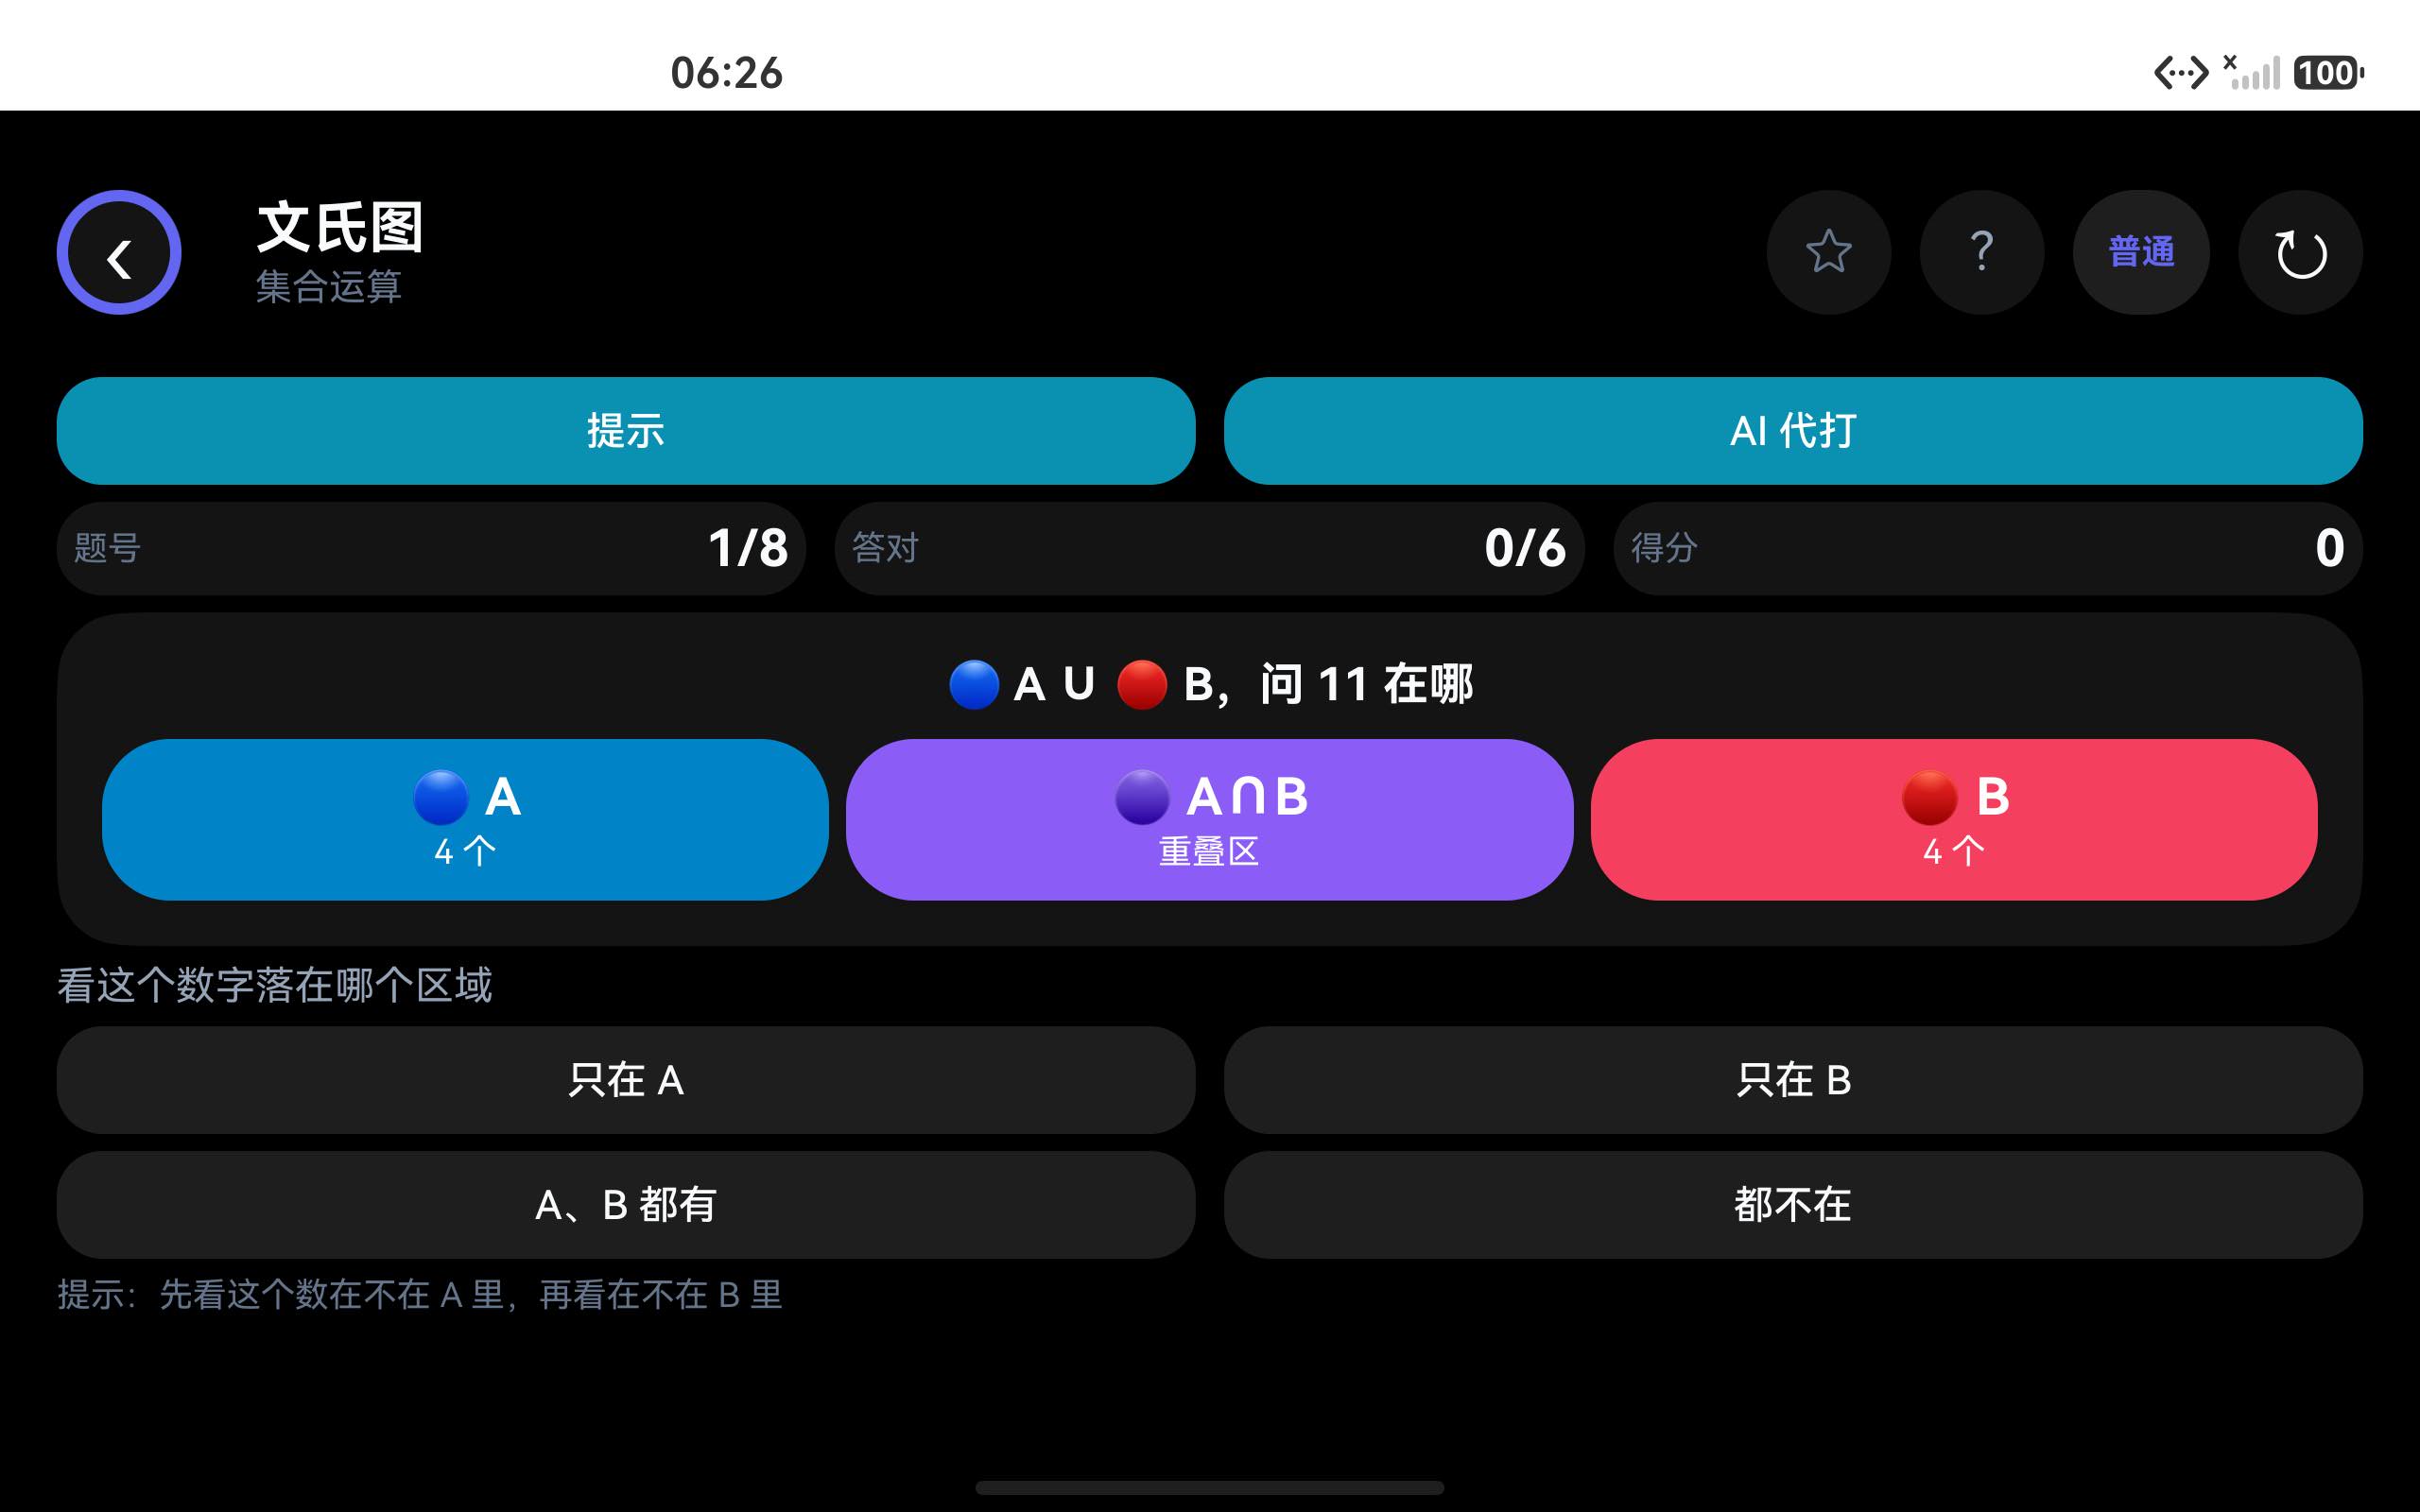 06:26
100
文氏图
集合运算
?
普通
提示
AI 代打
题号 1/8
答对 0/6
得分 0
A ∪ B，问 11 在哪
A
4 个
A∩B
重叠区
B
4 个
看这个数字落在哪个区域
只在 A
只在 B
A、B 都有
都不在
提示：先看这个数在不在 A 里，再看在不在 B 里